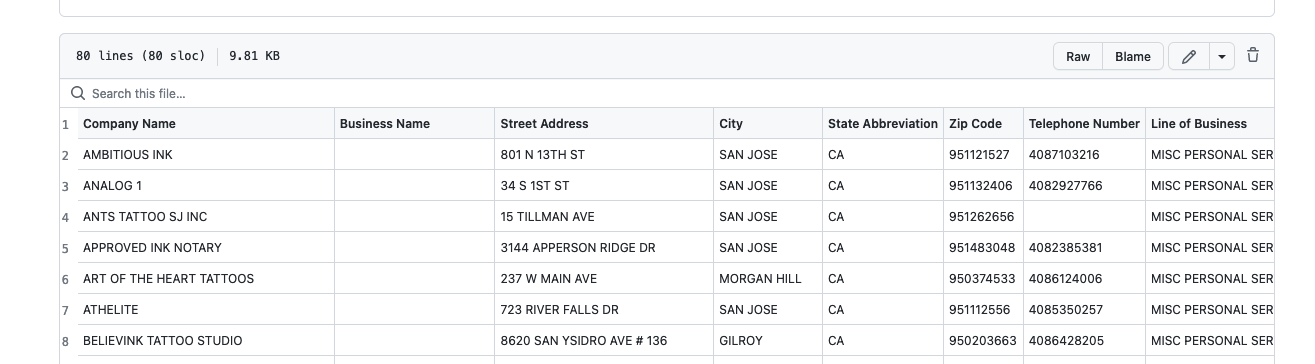 80 lines (80 sloc) 9.81 KB Raw Blame
Search this file...
1 Company Name Business Name Street Address City State Abbreviation Zip Code Telephone Number Line of Business
2 AMBITIOUS INK 801 N 13TH ST SAN JOSE CA 951121527 4087103216 MISC PERSONAL SER
3 ANALOG 1 34 S 1ST ST SAN JOSE CA 951132406 4082927766 MISC PERSONAL SER
4 ANTS TATTOO SJ INC 15 TILLMAN AVE SAN JOSE CA 951262656 MISC PERSONAL SER
5 APPROVED INK NOTARY 3144 APPERSON RIDGE DR SAN JOSE CA 951483048 4082385381 MISC PERSONAL SER
6 ART OF THE HEART TATTOOS 237 W MAIN AVE MORGAN HILL CA 950374533 4086124006 MISC PERSONAL SER
7 ATHELITE 723 RIVER FALLS DR SAN JOSE CA 951112556 4085350257 MISC PERSONAL SER
8 BELIEVINK TATTOO STUDIO 8620 SAN YSIDRO AVE # 136 GILROY CA 950203663 4086428205 MISC PERSONAL SER